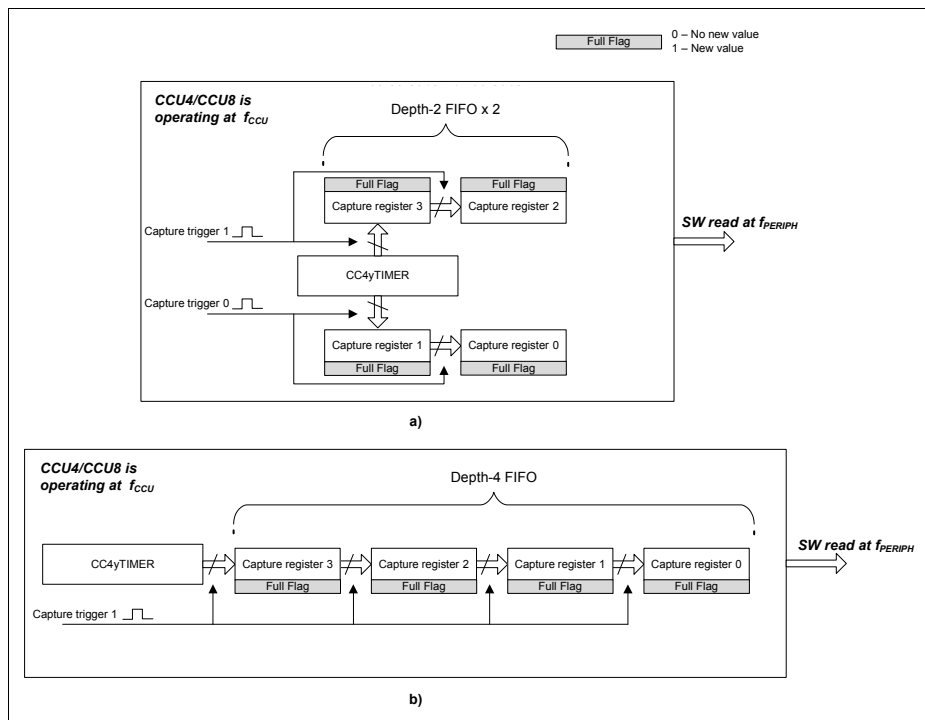 Full Flag
0 – No new value
1 – New value
CCU4/CCU8 is
operating at fCCU
Depth-2 FIFO x 2
Full Flag
Full Flag
Capture register 3
Capture register 2
Capture trigger 1
SW read at fPERIPH
CC4yTIMER
Capture trigger 0
Capture register 1
Capture register 0
Full Flag
Full Flag
a)
CCU4/CCU8 is
operating at fCCU
Depth-4 FIFO
SW read at fPERIPH
CC4yTIMER
Capture register 3
Capture register 2
Capture register 1
Capture register 0
Full Flag
Full Flag
Full Flag
Full Flag
Capture trigger 1
b)